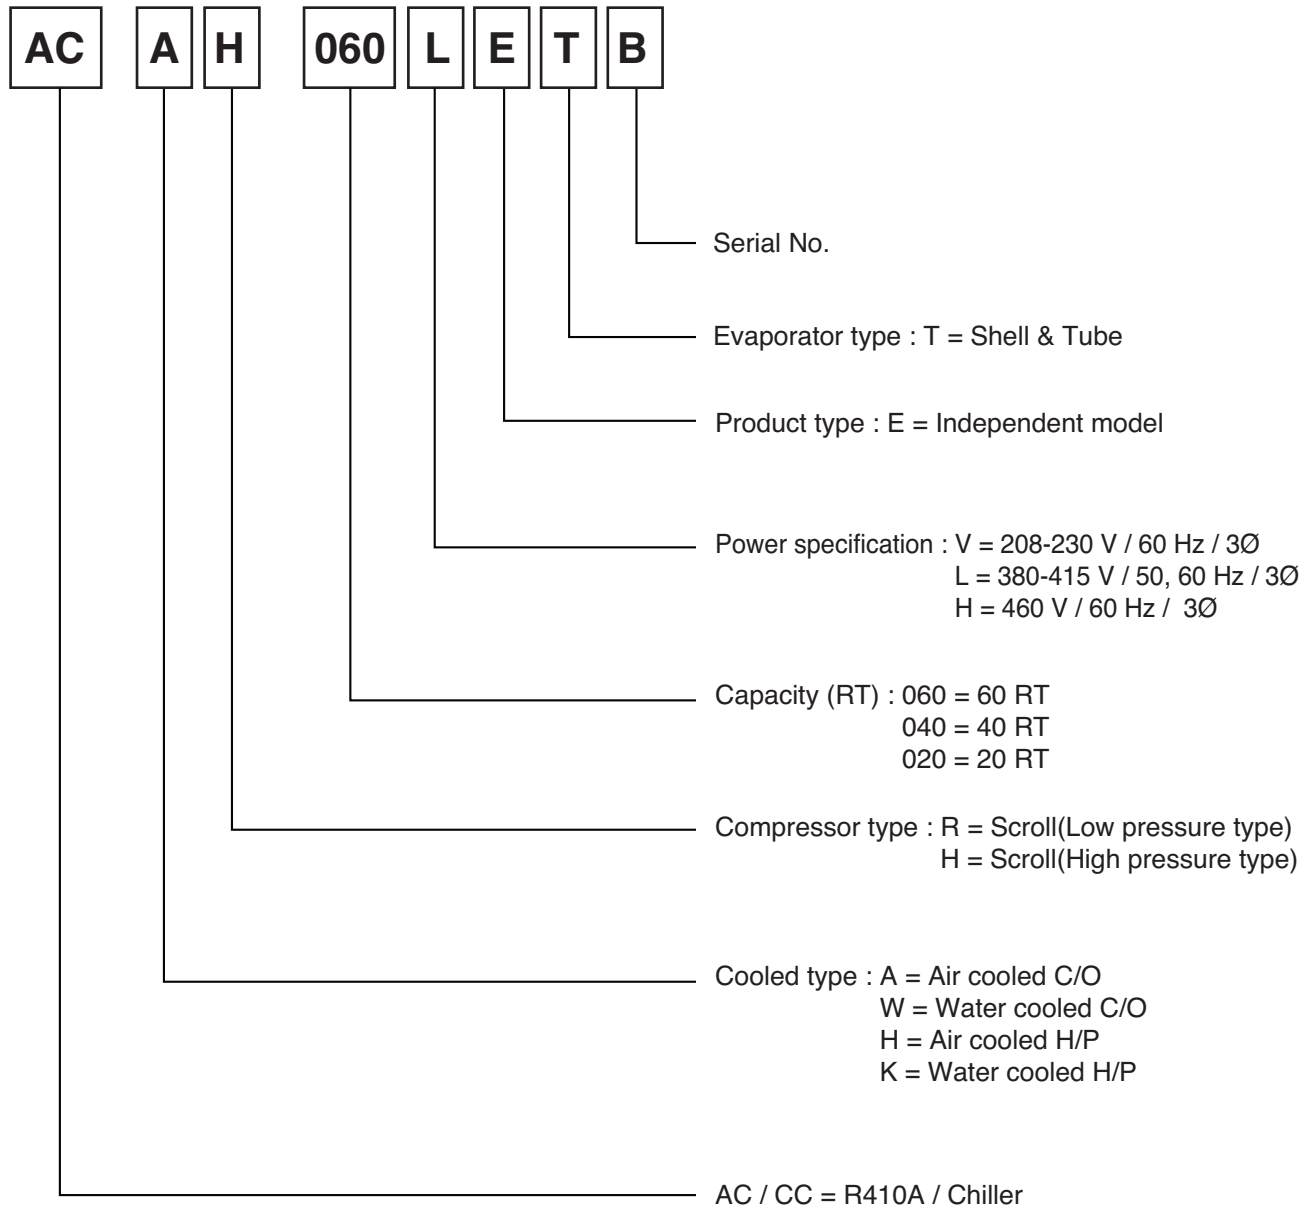 AC A H 060 L E T B
Serial No.
Evaporator type : T = Shell & Tube
Product type : E = Independent model
Power specification : V = 208-230 V / 60 Hz / 3Ø
L = 380-415 V / 50, 60 Hz / 3Ø
H = 460 V / 60 Hz / 3Ø
Capacity (RT) : 060 = 60 RT
040 = 40 RT
020 = 20 RT
Compressor type : R = Scroll(Low pressure type)
H = Scroll(High pressure type)
Cooled type : A = Air cooled C/O
W = Water cooled C/O
H = Air cooled H/P
K = Water cooled H/P
AC / CC = R410A / Chiller